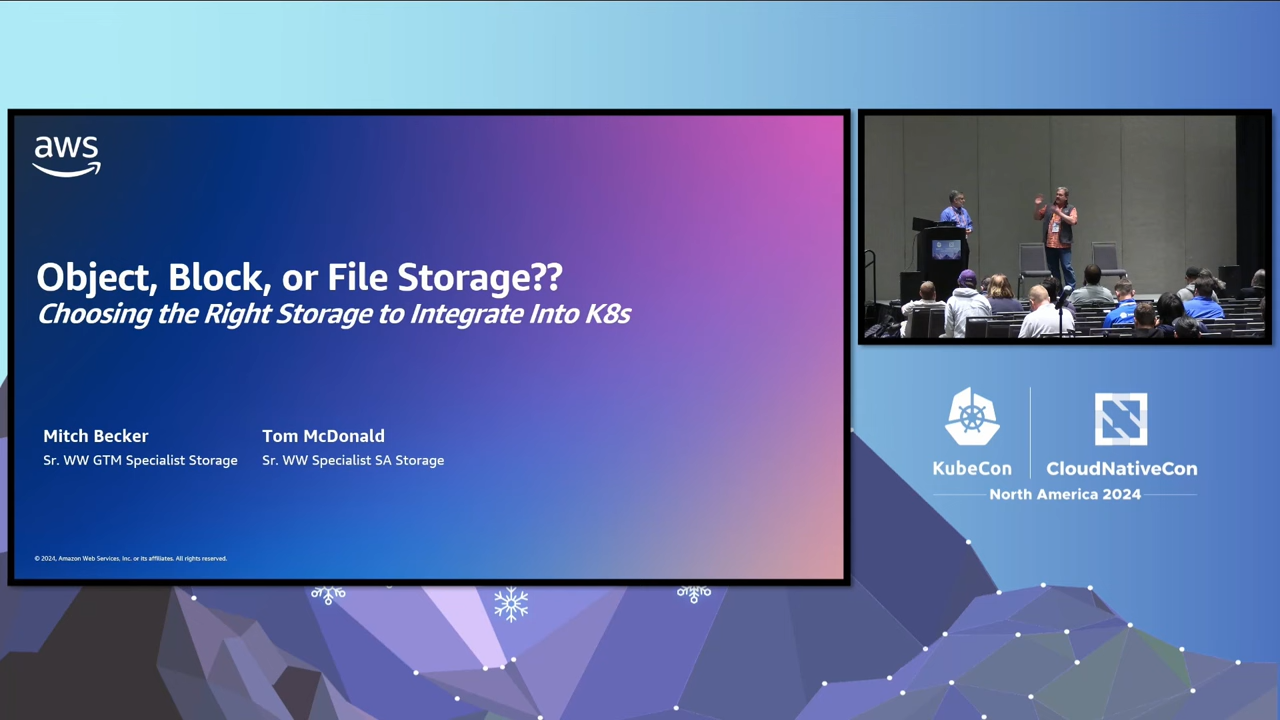 aws
Object, Block, or File Storage??
Choosing the Right Storage to Integrate Into K8s
Mitch Becker
Sr. WW GTM Specialist Storage
Tom McDonald
Sr. WW Specialist SA Storage
© 2024, Amazon Web Services, Inc. or its affiliates. All rights reserved.
KubeCon
CloudNativeCon
North America 2024